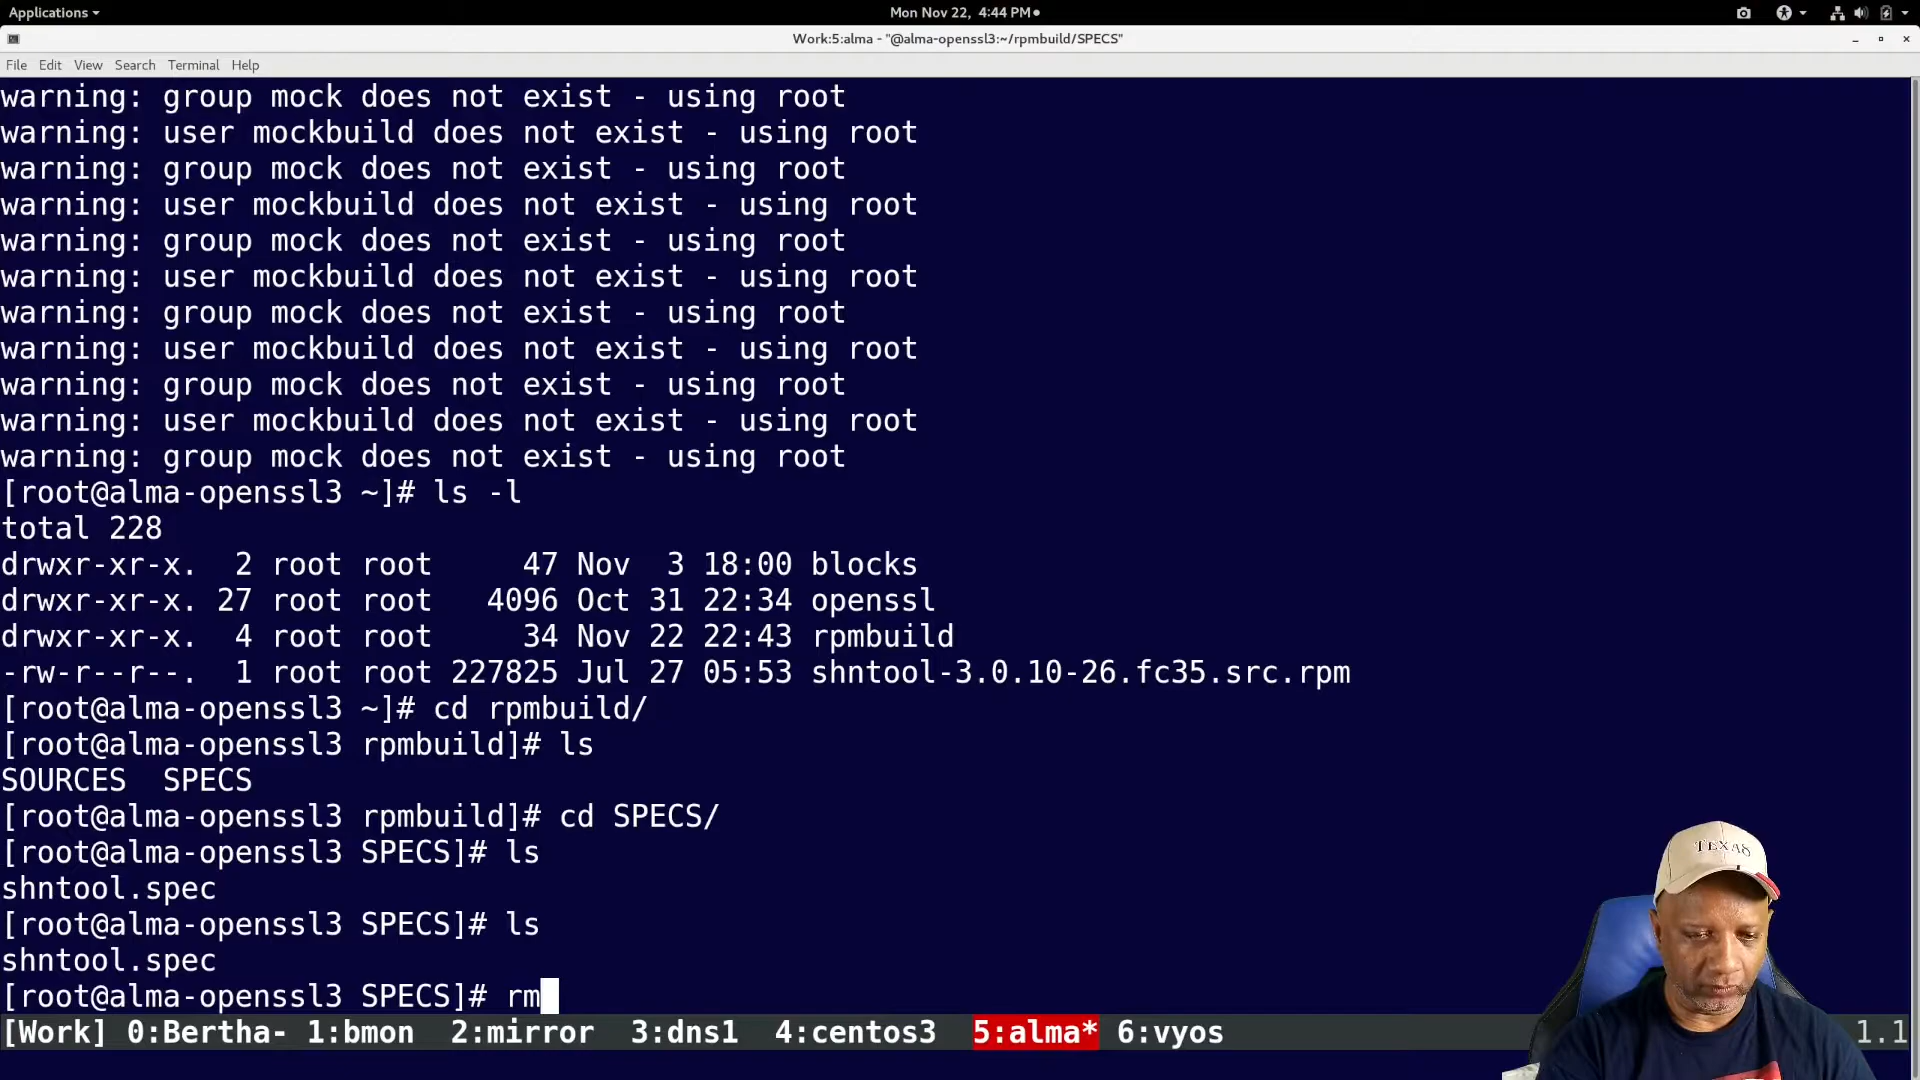 Applications
Mon Nov 22, 4:44 PM
Work:5:alma - "@alma-openssl3:~/rpmbuild/SPECS"
File Edit View Search Terminal Help
warning: group mock does not exist - using root
warning: user mockbuild does not exist - using root
warning: group mock does not exist - using root
warning: user mockbuild does not exist - using root
warning: group mock does not exist - using root
warning: user mockbuild does not exist - using root
warning: group mock does not exist - using root
warning: user mockbuild does not exist - using root
warning: group mock does not exist - using root
warning: user mockbuild does not exist - using root
warning: group mock does not exist - using root
[root@alma-openssl3 ~]# ls -l
total 228
drwxr-xr-x. 2 root root 47 Nov 3 18:00 blocks
drwxr-xr-x. 27 root root 4096 Oct 31 22:34 openssl
drwxr-xr-x. 4 root root 34 Nov 22 22:43 rpmbuild
-rw-r--r--. 1 root root 227825 Jul 27 05:53 shntool-3.0.10-26.fc35.src.rpm
[root@alma-openssl3 ~]# cd rpmbuild/
[root@alma-openssl3 rpmbuild]# ls
SOURCES SPECS
[root@alma-openssl3 rpmbuild]# cd SPECS/
[root@alma-openssl3 SPECS]# ls
shntool.spec
[root@alma-openssl3 SPECS]# ls
shntool.spec
[root@alma-openssl3 SPECS]# rm
[Work] 0:Bertha- 1:bmon 2:mirror 3:dns1 4:centos3 5:alma* 6:vyos 1.1
TEXAS